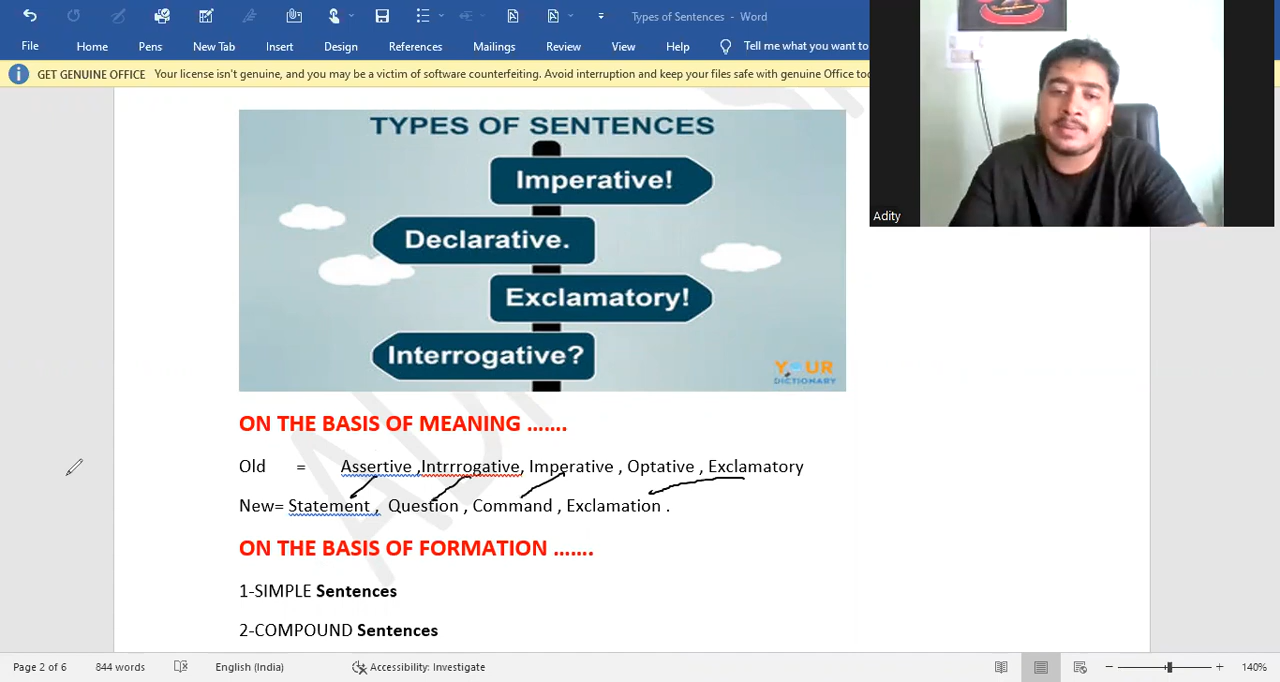 Types of Sentences - Word
File Home Pens New Tab Insert Draw Design References Mailings Review View Help Tell me what you want to
GET GENUINE OFFICE Your license isn't genuine, and you may be a victim of software counterfeiting. Avoid interruption and keep your files safe with genuine Office
Adity
TYPES OF SENTENCES
Imperative!
Declarative.
Exclamatory!
Interrogative?
YOUR
DICTIONARY
ON THE BASIS OF MEANING .......
Old = Assertive ,Intrrrogative, Imperative , Optative , Exclamatory
New= Statement , Question , Command , Exclamation .
ON THE BASIS OF FORMATION .......
1-SIMPLE Sentences
2-COMPOUND Sentences
Page 2 of 6 844 words English (India) Accessibility: Investigate 140%